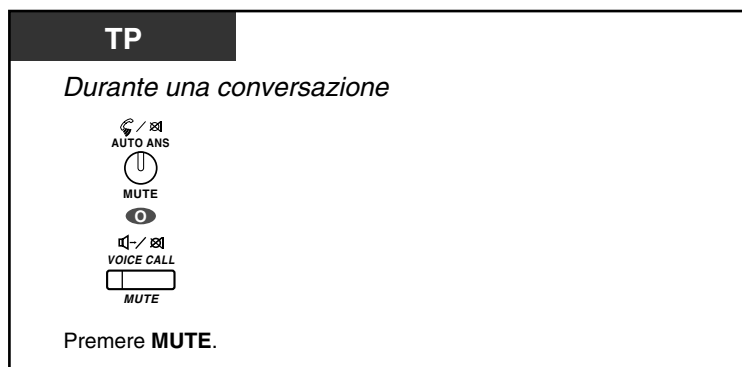 TP
Durante una conversazione
AUTO ANS
MUTE
O
VOICE CALL
MUTE
Premere MUTE.